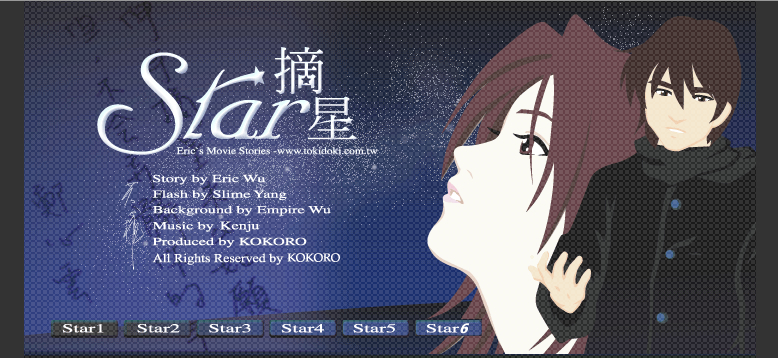 Star 摘星
Eric`s Movie Stories -www.tokidoki.com.tw
Story by Eric Wu
Flash by Slime Yang
Background by Empire Wu
Music by Kenju
Produced by KOKORO
All Rights Reserved by KOKORO
Star1 Star2 Star3 Star4 Star5 Star6